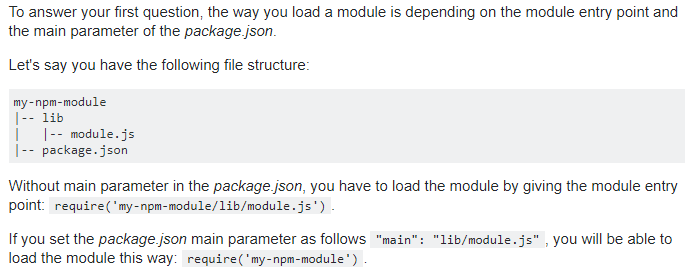 To answer your first question, the way you load a module is depending on the module entry point and
the main parameter of the package.json.
Let's say you have the following file structure:
my-npm-module
|-- lib
|   |-- module.js
|-- package.json
Without main parameter in the package.json, you have to load the module by giving the module entry
point: require('my-npm-module/lib/module.js') .
If you set the package.json main parameter as follows "main": "lib/module.js" , you will be able to
load the module this way: require('my-npm-module') .